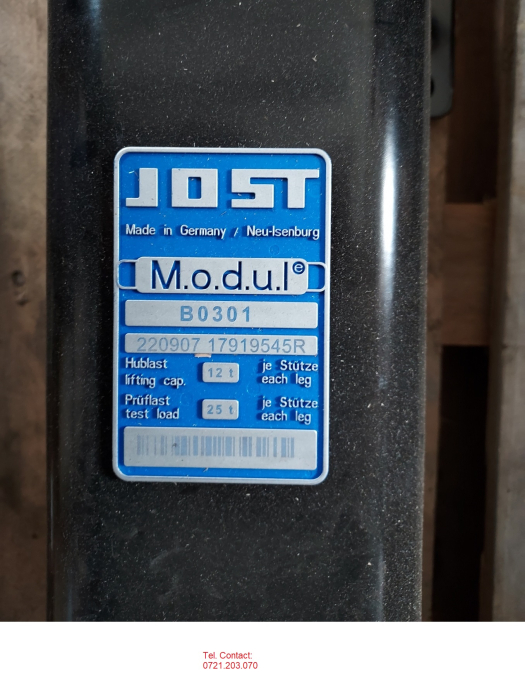 JOST
Made in Germany / Neu-Isenburg
M.o.d.u.l e
B0301
220907 17919545R
Hublast 12 t je Stütze
lifting cap. each leg
Prüflast 25 t je Stütze
test load each leg
Tel. Contact:
0721.203.070